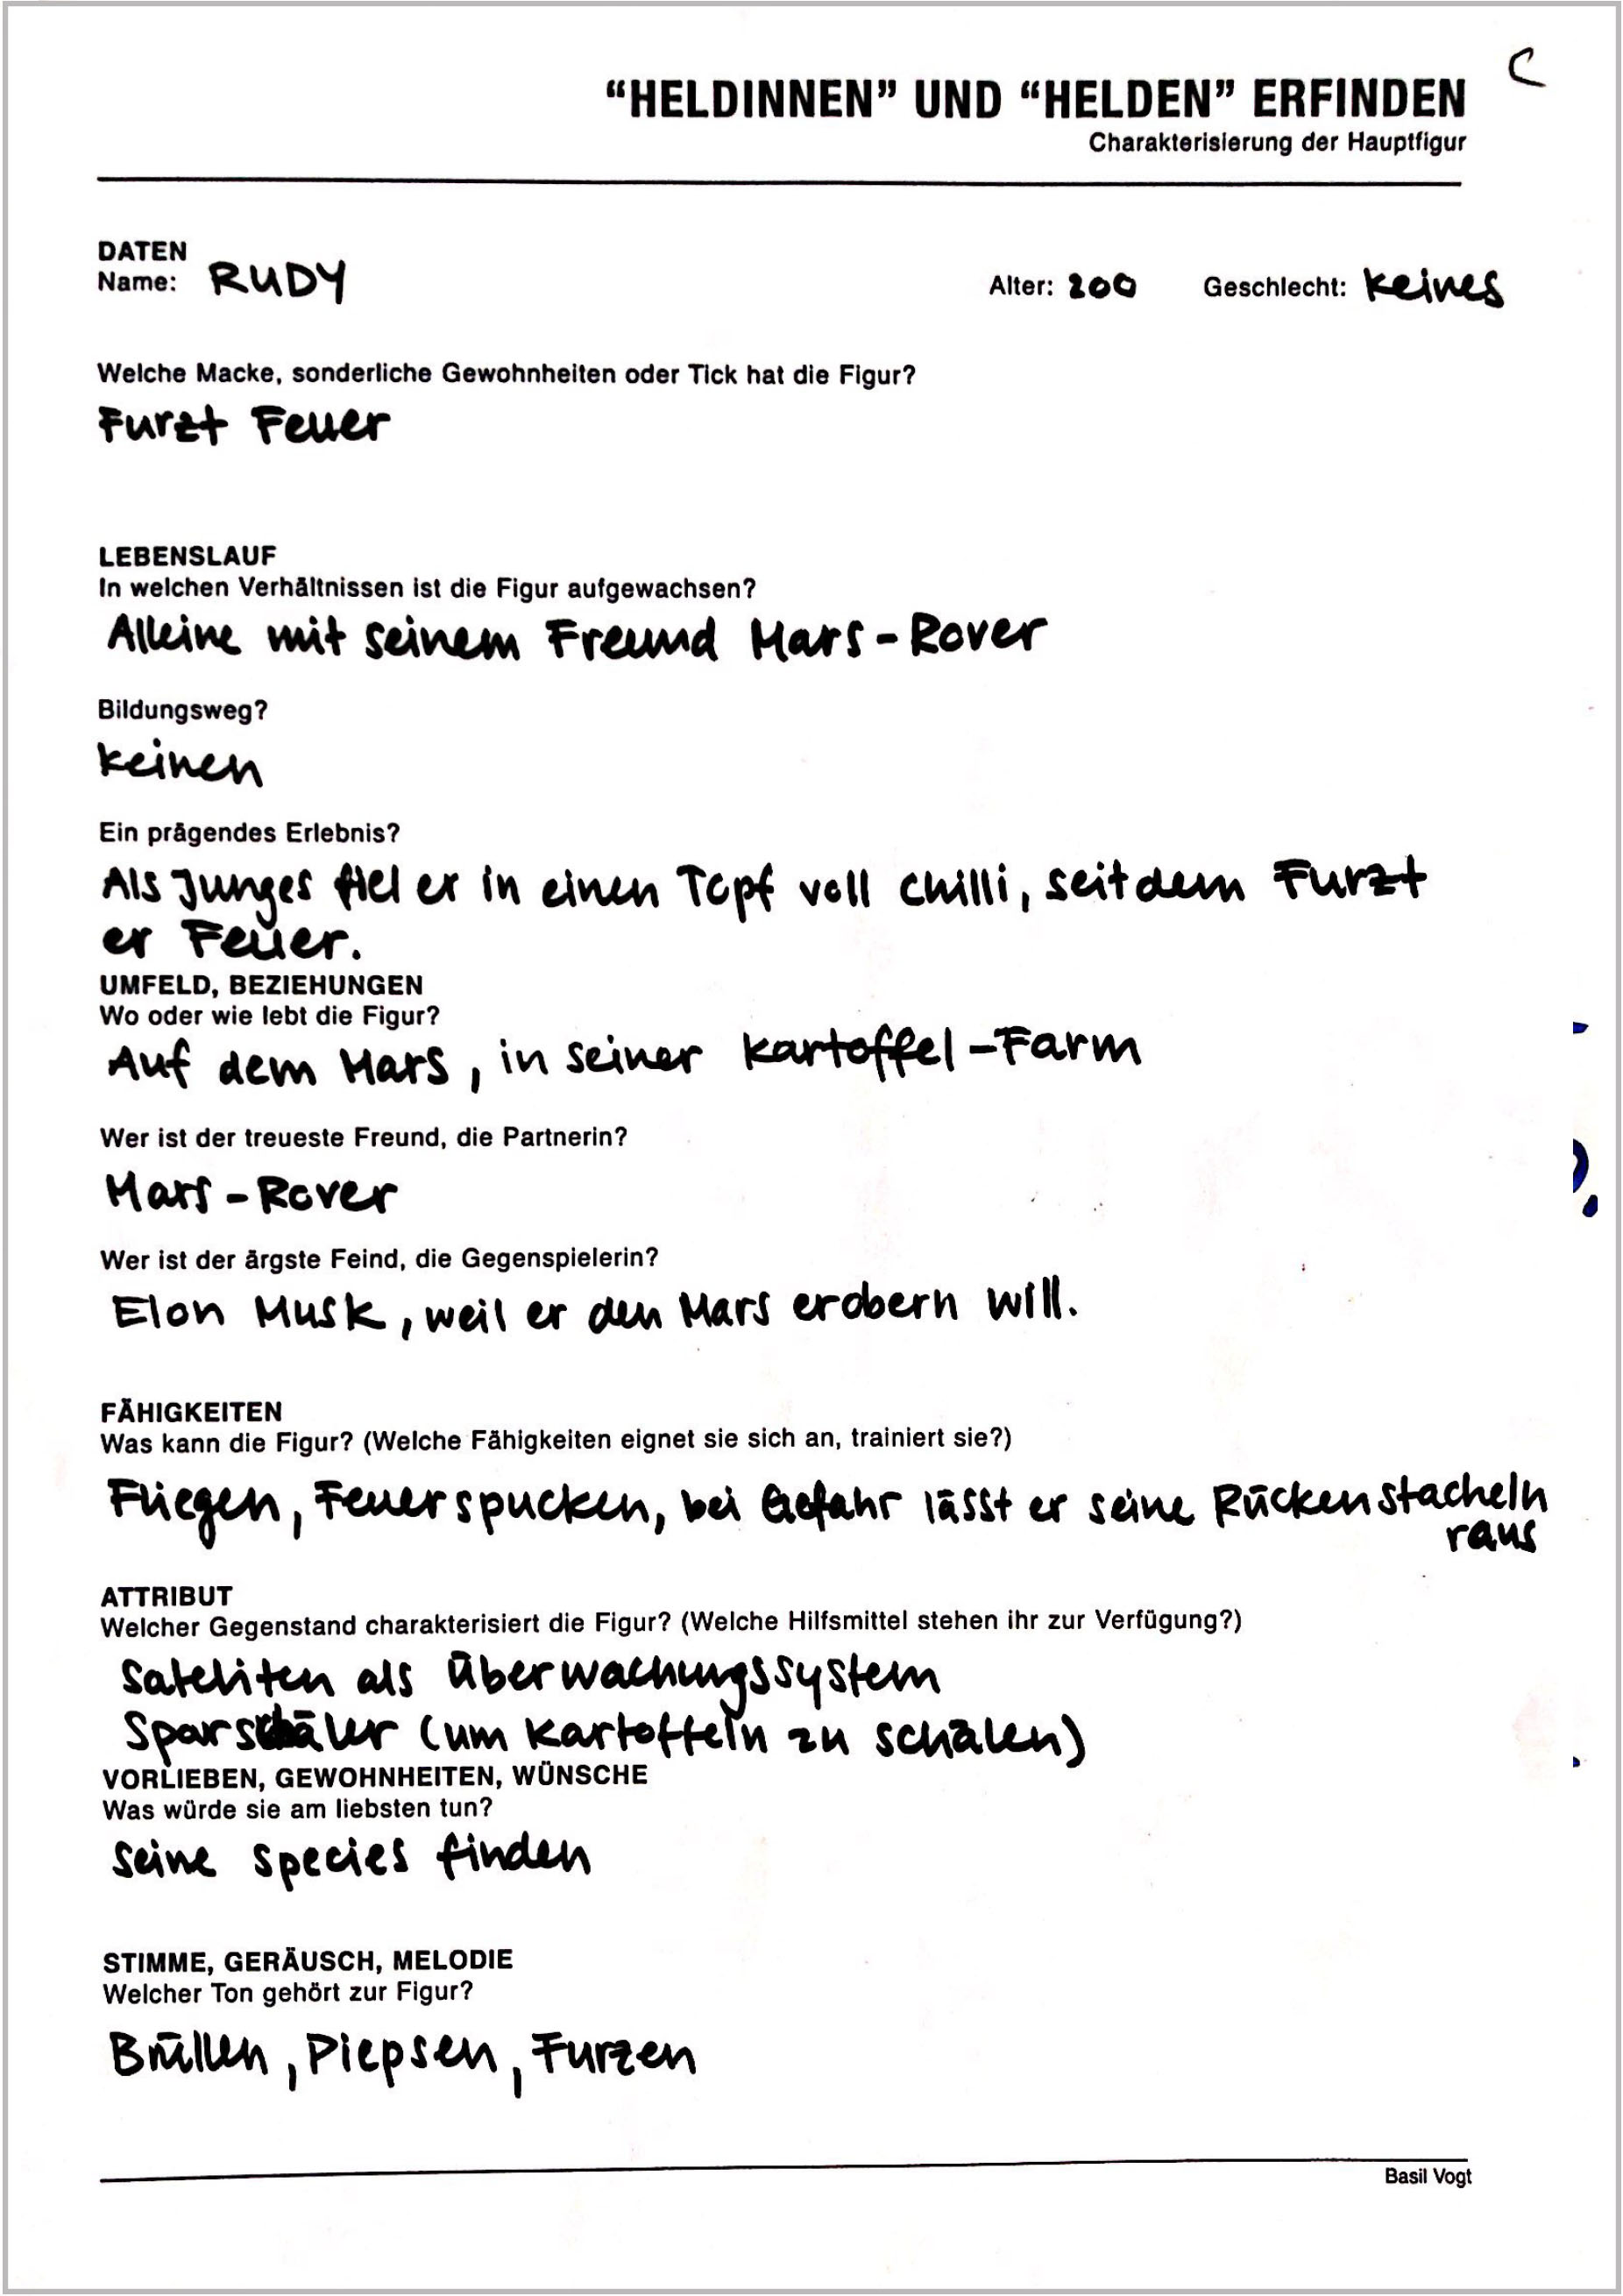 C
“HELDINNEN” UND “HELDEN” ERFINDEN
Charakterisierung der Hauptfigur
DATEN
Name: RUDY Alter: 200 Geschlecht: keines
Welche Macke, sonderliche Gewohnheiten oder Tick hat die Figur?
Furzt Feuer
LEBENSLAUF
In welchen Verhältnissen ist die Figur aufgewachsen?
Alleine mit seinem Freund Mars-Rover
Bildungsweg?
keinen
Ein prägendes Erlebnis?
Als Junges fiel er in einen Topf voll chilli, seitdem Furzt
er Feuer.
UMFELD, BEZIEHUNGEN
Wo oder wie lebt die Figur?
Auf dem Mars, in seiner kartoffel-Farm
Wer ist der treueste Freund, die Partnerin?
Mars-Rover
Wer ist der ärgste Feind, die Gegenspielerin?
Elon Musk, weil er den Mars erobern will.
FÄHIGKEITEN
Was kann die Figur? (Welche Fähigkeiten eignet sie sich an, trainiert sie?)
Fliegen, Feuerspucken, bei Gefahr lässt er seine Rückenstacheln
raus
ATTRIBUT
Welcher Gegenstand charakterisiert die Figur? (Welche Hilfsmittel stehen ihr zur Verfügung?)
Sateliten als Überwachungssystem
Sparschäler (um kartoffeln zu schälen)
VORLIEBEN, GEWOHNHEITEN, WÜNSCHE
Was würde sie am liebsten tun?
Seine species finden
STIMME, GERÄUSCH, MELODIE
Welcher Ton gehört zur Figur?
Brüllen, Piepsen, Furzen
Basil Vogt